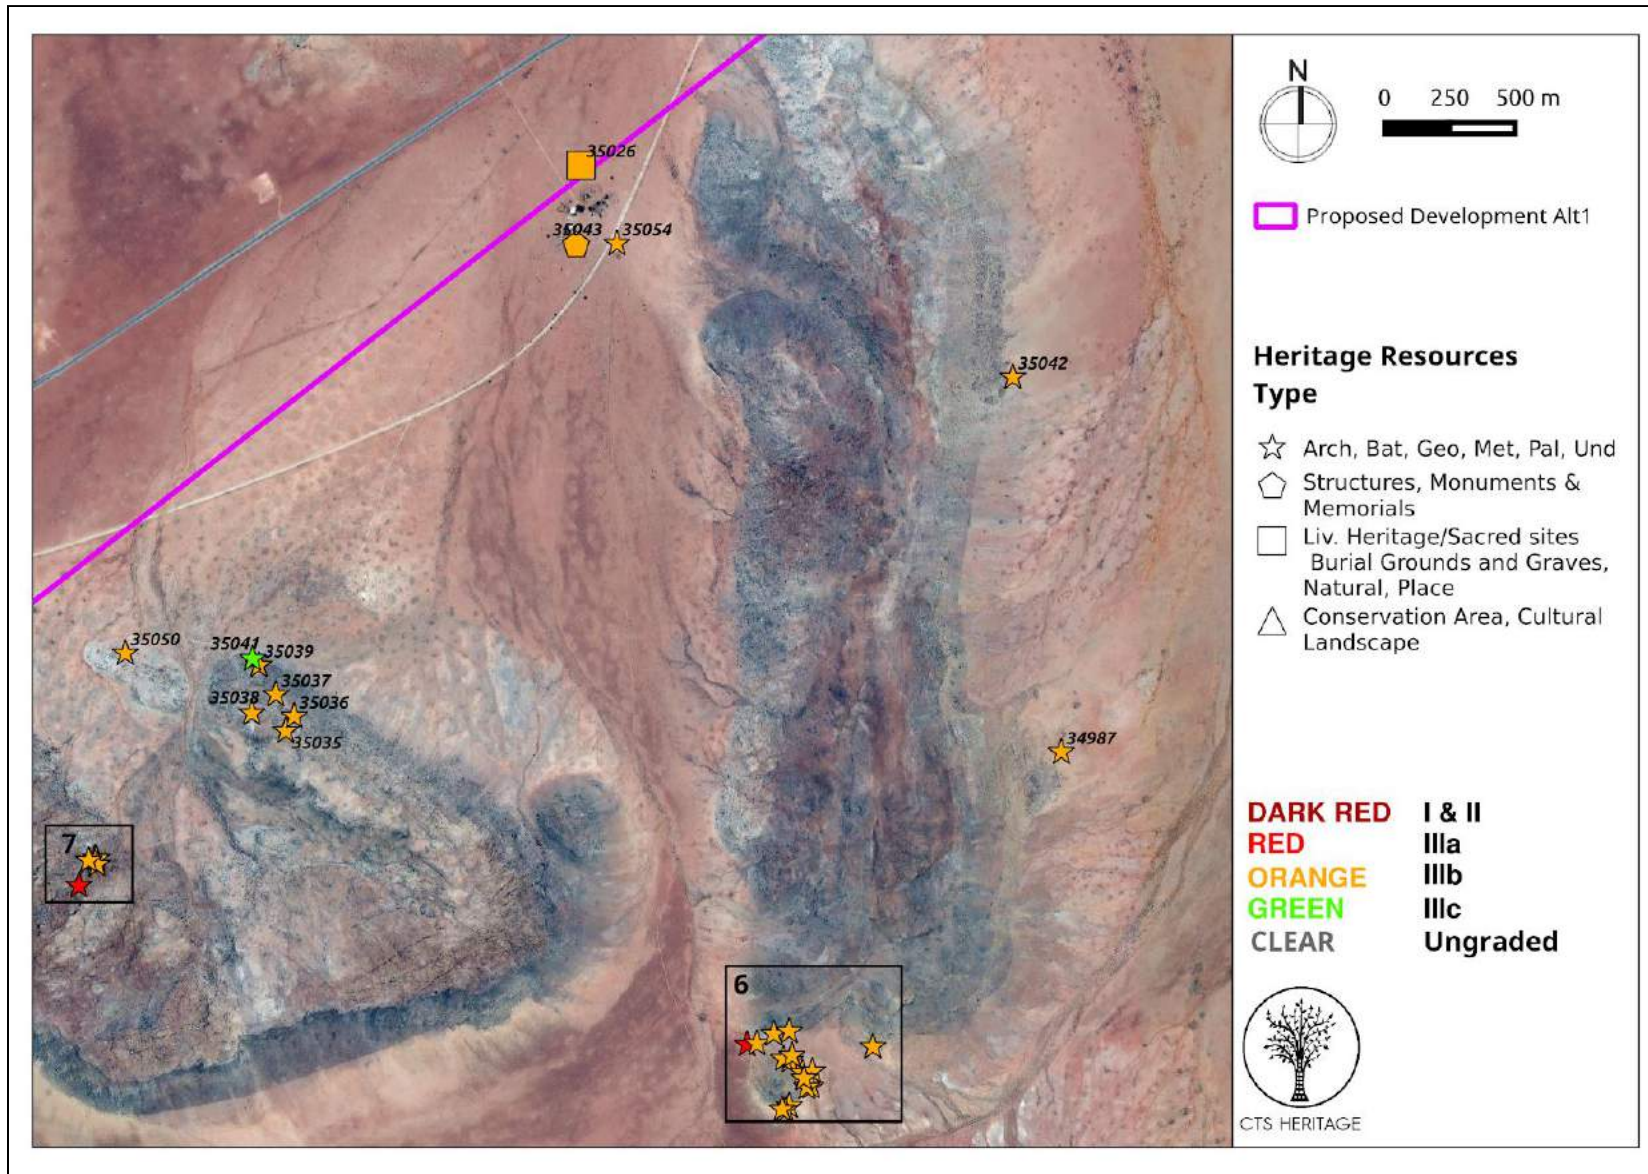 35026
35043
35054
35042
35050
35041
35039
35037
35038
35036
35035
34987
7
6
N
0 250 500 m
Proposed Development Alt1
Heritage Resources
Type
Arch, Bat, Geo, Met, Pal, Und
Structures, Monuments &
Memorials
Liv. Heritage/Sacred sites
Burial Grounds and Graves,
Natural, Place
Conservation Area, Cultural
Landscape
DARK RED I & II
RED IIIa
ORANGE IIIb
GREEN IIIc
CLEAR Ungraded
CTS HERITAGE